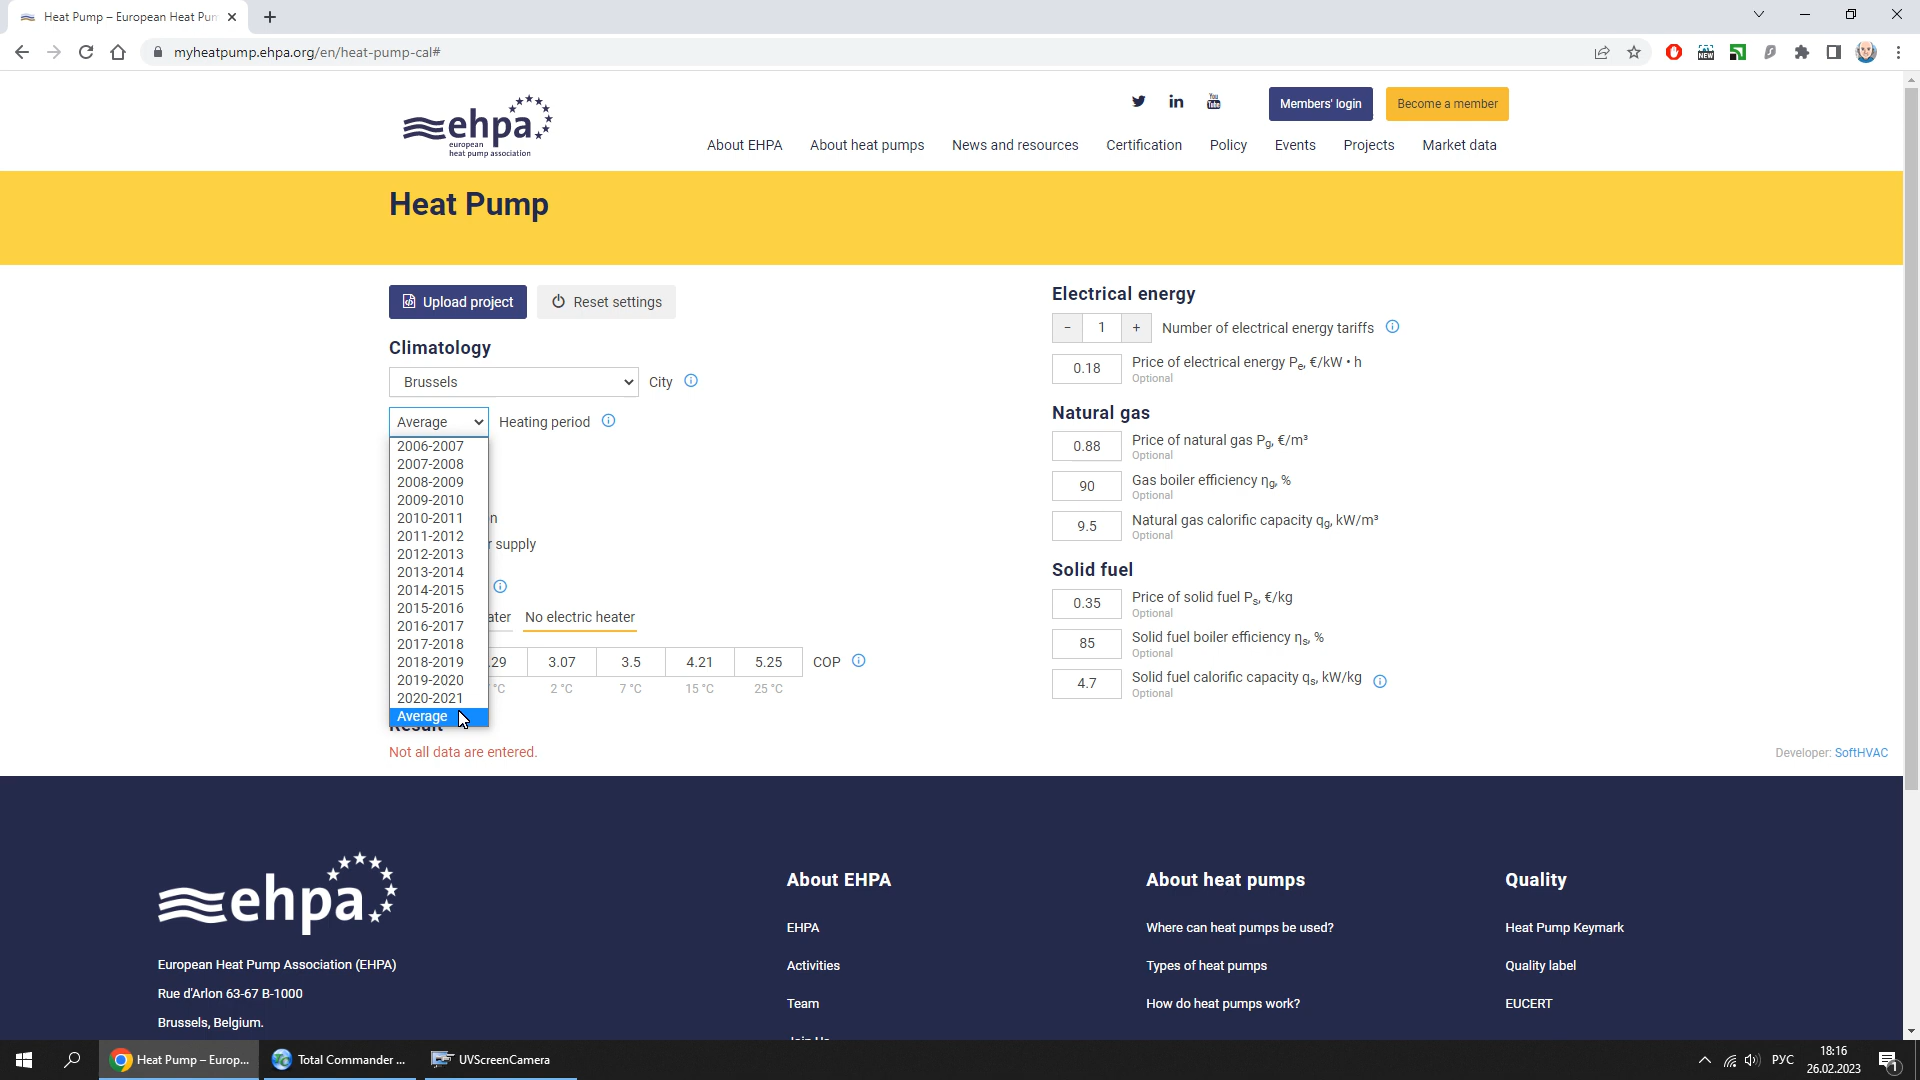 Heat Pump – European Heat Pum
myheatpump.ehpa.org/en/heat-pump-cal#
NEW
ehpa
european
heat pump association
You
Tube
Members' login
Become a member
About EHPA
About heat pumps
News and resources
Certification
Policy
Events
Projects
Market data
Heat Pump
Upload project
Reset settings
Climatology
Brussels
City
Average
Heating period
2006-2007
2007-2008
2008-2009
2009-2010
2010-2011
2011-2012
2012-2013
2013-2014
2014-2015
2015-2016
2016-2017
2017-2018
2018-2019
2019-2020
2020-2021
Average
n
r supply
ater
No electric heater
.29
3.07
3.5
4.21
5.25
COP
°C
2 °C
7 °C
15 °C
25 °C
Result
Not all data are entered.
Electrical energy
-
1
+
Number of electrical energy tariffs
0.18
Price of electrical energy Pe, €/kW • h
Optional
Natural gas
0.88
Price of natural gas Pg, €/m³
Optional
90
Gas boiler efficiency ηg, %
Optional
9.5
Natural gas calorific capacity qg, kW/m³
Optional
Solid fuel
0.35
Price of solid fuel Ps, €/kg
Optional
85
Solid fuel boiler efficiency ηs, %
Optional
4.7
Solid fuel calorific capacity qs, kW/kg
Optional
Developer: SoftHVAC
ehpa
European Heat Pump Association (EHPA)
Rue d'Arlon 63-67 B-1000
Brussels, Belgium.
About EHPA
EHPA
Activities
Team
Join Us
About heat pumps
Where can heat pumps be used?
Types of heat pumps
How do heat pumps work?
Quality
Heat Pump Keymark
Quality label
EUCERT
Heat Pump – Europ...
Total Commander ...
UVScreenCamera
РУС
18:16
26.02.2023
1